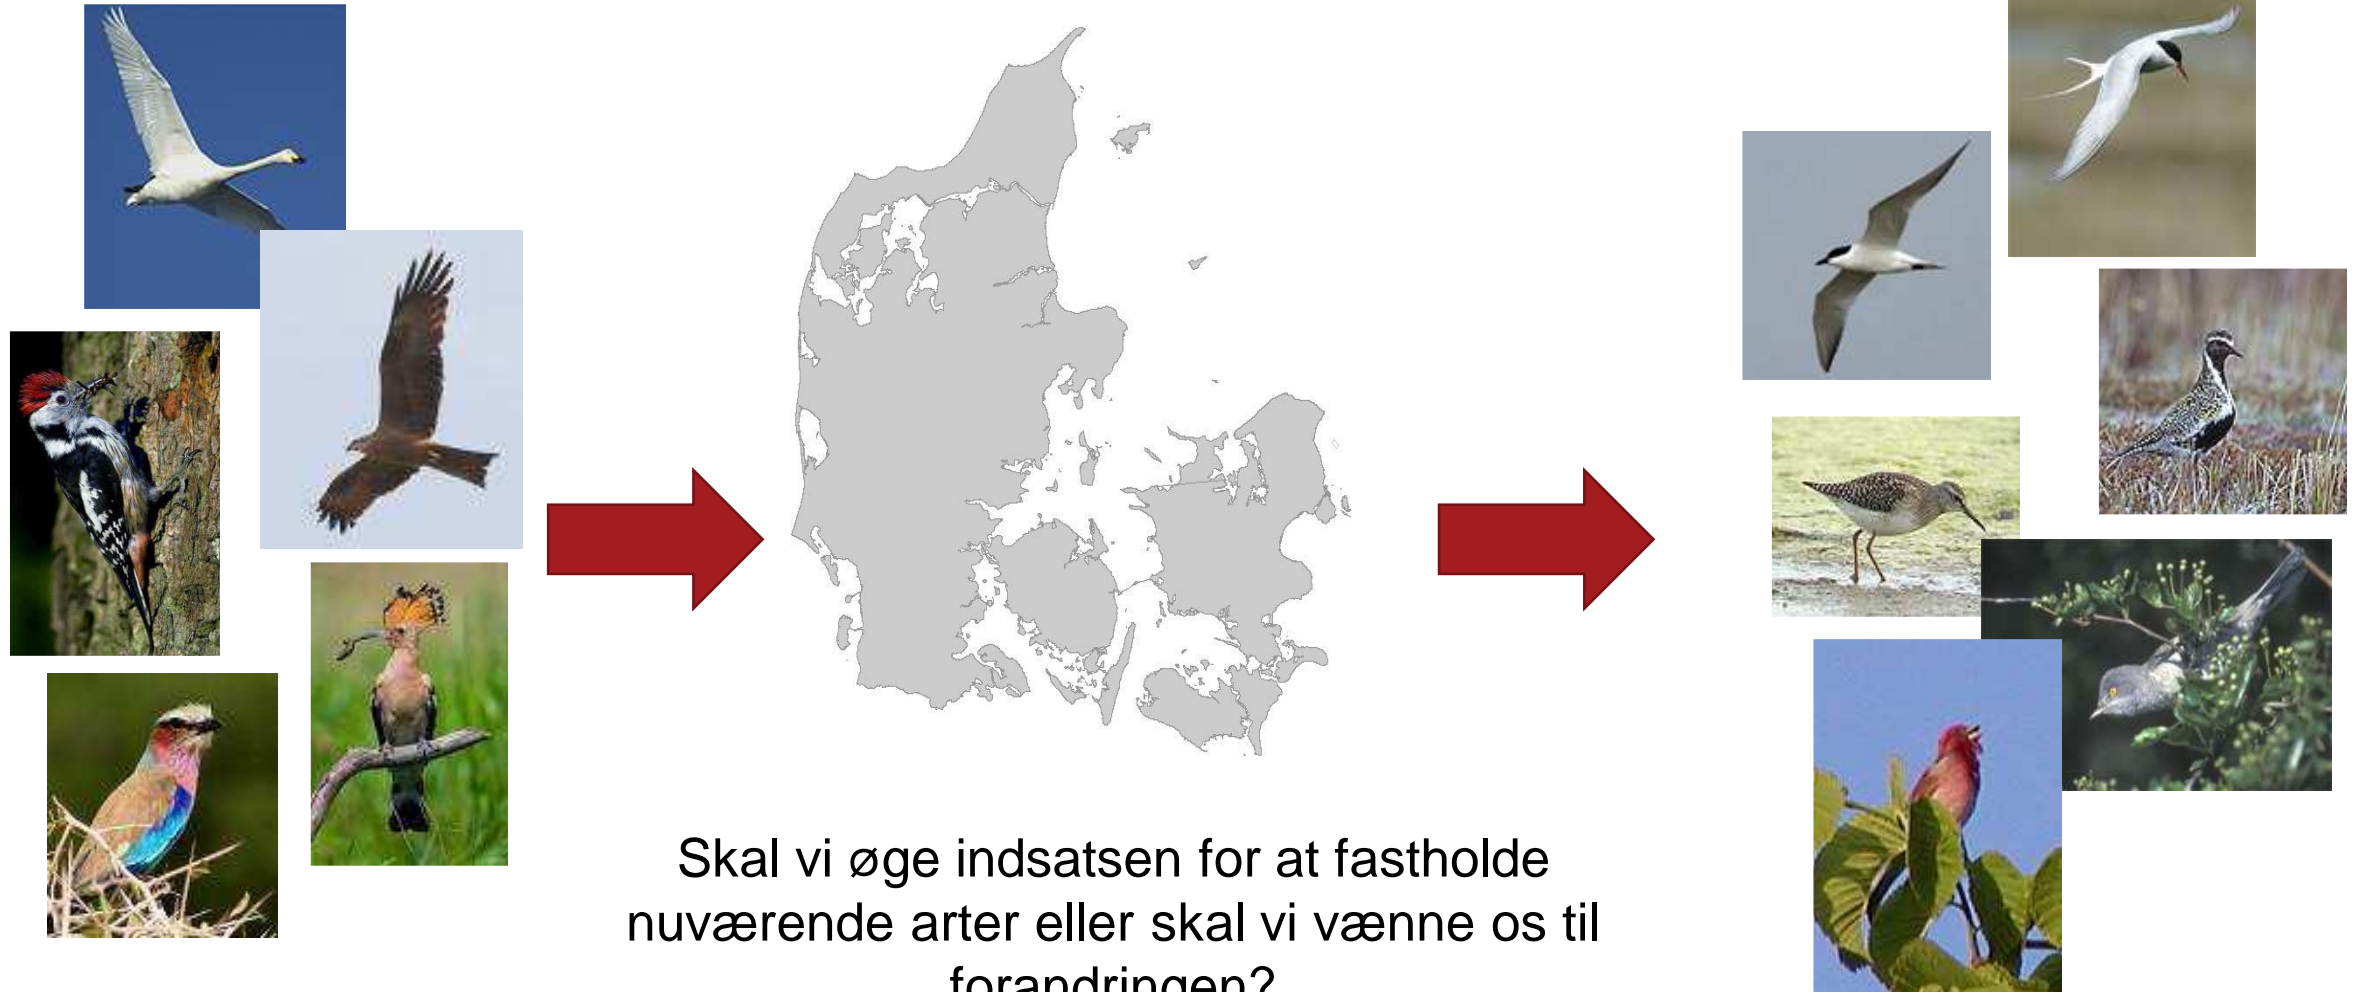 Skal vi øge indsatsen for at fastholde
nuværende arter eller skal vi vænne os til
forandringen?